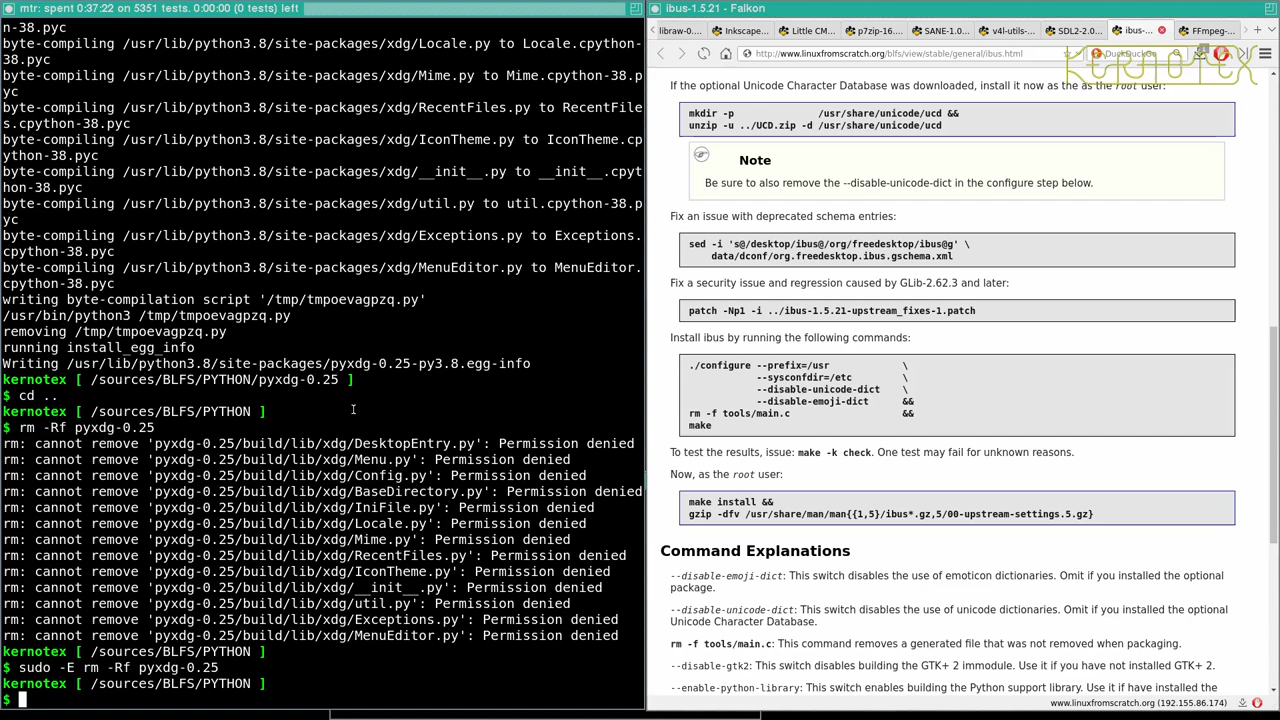 mtr: spent 0:37:22 on 5351 tests. 0:00:00 (0 tests) left
n-38.pyc
byte-compiling /usr/lib/python3.8/site-packages/xdg/Locale.py to Locale.cpython-
38.pyc
byte-compiling /usr/lib/python3.8/site-packages/xdg/Mime.py to Mime.cpython-38.p
yc
byte-compiling /usr/lib/python3.8/site-packages/xdg/RecentFiles.py to RecentFile
s.cpython-38.pyc
byte-compiling /usr/lib/python3.8/site-packages/xdg/IconTheme.py to IconTheme.cp
ython-38.pyc
byte-compiling /usr/lib/python3.8/site-packages/xdg/__init__.py to __init__.cpyt
hon-38.pyc
byte-compiling /usr/lib/python3.8/site-packages/xdg/util.py to util.cpython-38.p
yc
byte-compiling /usr/lib/python3.8/site-packages/xdg/Exceptions.py to Exceptions.
cpython-38.pyc
byte-compiling /usr/lib/python3.8/site-packages/xdg/MenuEditor.py to MenuEditor.
cpython-38.pyc
writing byte-compilation script '/tmp/tmpoevagpzq.py'
/usr/bin/python3 /tmp/tmpoevagpzq.py
removing /tmp/tmpoevagpzq.py
running install_egg_info
Writing /usr/lib/python3.8/site-packages/pyxdg-0.25-py3.8.egg-info
kernotex [ /sources/BLFS/PYTHON/pyxdg-0.25 ]
$ cd ..
kernotex [ /sources/BLFS/PYTHON ]
$ rm -Rf pyxdg-0.25
rm: cannot remove 'pyxdg-0.25/build/lib/xdg/DesktopEntry.py': Permission denied
rm: cannot remove 'pyxdg-0.25/build/lib/xdg/Menu.py': Permission denied
rm: cannot remove 'pyxdg-0.25/build/lib/xdg/Config.py': Permission denied
rm: cannot remove 'pyxdg-0.25/build/lib/xdg/BaseDirectory.py': Permission denied
rm: cannot remove 'pyxdg-0.25/build/lib/xdg/IniFile.py': Permission denied
rm: cannot remove 'pyxdg-0.25/build/lib/xdg/Locale.py': Permission denied
rm: cannot remove 'pyxdg-0.25/build/lib/xdg/Mime.py': Permission denied
rm: cannot remove 'pyxdg-0.25/build/lib/xdg/RecentFiles.py': Permission denied
rm: cannot remove 'pyxdg-0.25/build/lib/xdg/IconTheme.py': Permission denied
rm: cannot remove 'pyxdg-0.25/build/lib/xdg/__init__.py': Permission denied
rm: cannot remove 'pyxdg-0.25/build/lib/xdg/util.py': Permission denied
rm: cannot remove 'pyxdg-0.25/build/lib/xdg/Exceptions.py': Permission denied
rm: cannot remove 'pyxdg-0.25/build/lib/xdg/MenuEditor.py': Permission denied
kernotex [ /sources/BLFS/PYTHON ]
$ sudo -E rm -Rf pyxdg-0.25
kernotex [ /sources/BLFS/PYTHON ]
$
ibus-1.5.21 - Falkon
libraw-0.... Inkscape... Little CM... p7zip-16.... SANE-1.0... v4l-utils-... SDL2-2.0... ibus-... FFmpeg-...
http://www.linuxfromscratch.org/blfs/view/stable/general/ibus.html DuckDuckGo
KERNOTEX
If the optional Unicode Character Database was downloaded, install it now as the as the root user:
mkdir -p /usr/share/unicode/ucd &&
unzip -u ../UCD.zip -d /usr/share/unicode/ucd
Note
Be sure to also remove the --disable-unicode-dict in the configure step below.
Fix an issue with deprecated schema entries:
sed -i 's@/desktop/ibus@/org/freedesktop/ibus@g' \
data/dconf/org.freedesktop.ibus.gschema.xml
Fix a security issue and regression caused by GLib-2.62.3 and later:
patch -Np1 -i ../ibus-1.5.21-upstream_fixes-1.patch
Install ibus by running the following commands:
./configure --prefix=/usr \
--sysconfdir=/etc \
--disable-unicode-dict \
--disable-emoji-dict &&
rm -f tools/main.c &&
make
To test the results, issue: make -k check. One test may fail for unknown reasons.
Now, as the root user:
make install &&
gzip -dfv /usr/share/man/man{{1,5}/ibus*.gz,5/00-upstream-settings.5.gz}
Command Explanations
--disable-emoji-dict: This switch disables the use of emoticon dictionaries. Omit if you installed the optional
package.
--disable-unicode-dict: This switch disables the use of unicode dictionaries. Omit if you installed the optional
Unicode Character Database.
rm -f tools/main.c: This command removes a generated file that was not removed when packaging.
--disable-gtk2: This switch disables building the GTK+ 2 immodule. Use it if you have not installed GTK+ 2.
--enable-python-library: This switch enables building the Python support library. Use it if have installed the
www.linuxfromscratch.org (192.155.86.174)